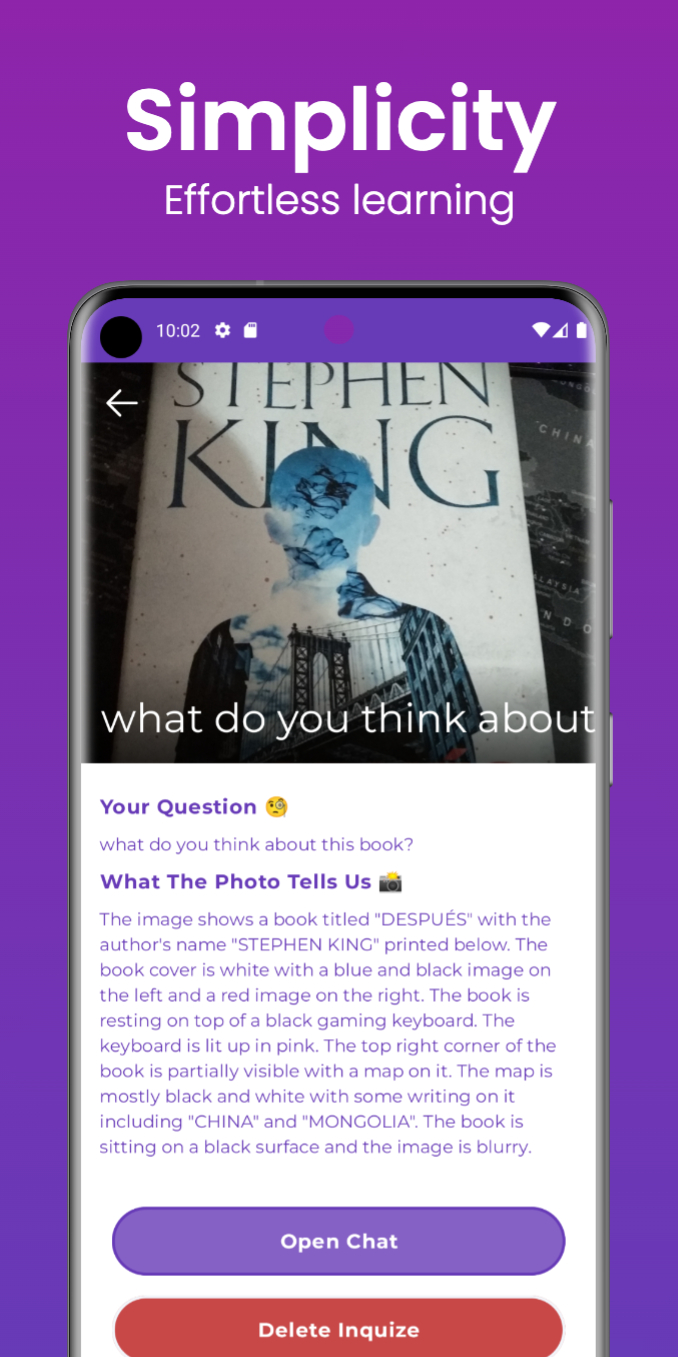 Simplicity
Effortless learning
10:02
STEPHEN
KING
CHINA
MALAYSIA
what do you think about
Your Question 🧐
what do you think about this book?
What The Photo Tells Us 📸
The image shows a book titled "DESPUÉS" with the
author's name "STEPHEN KING" printed below. The
book cover is white with a blue and black image on
the left and a red image on the right. The book is
resting on top of a black gaming keyboard. The
keyboard is lit up in pink. The top right corner of the
book is partially visible with a map on it. The map is
mostly black and white with some writing on it
including "CHINA" and "MONGOLIA". The book is
sitting on a black surface and the image is blurry.
Open Chat
Delete Inquize